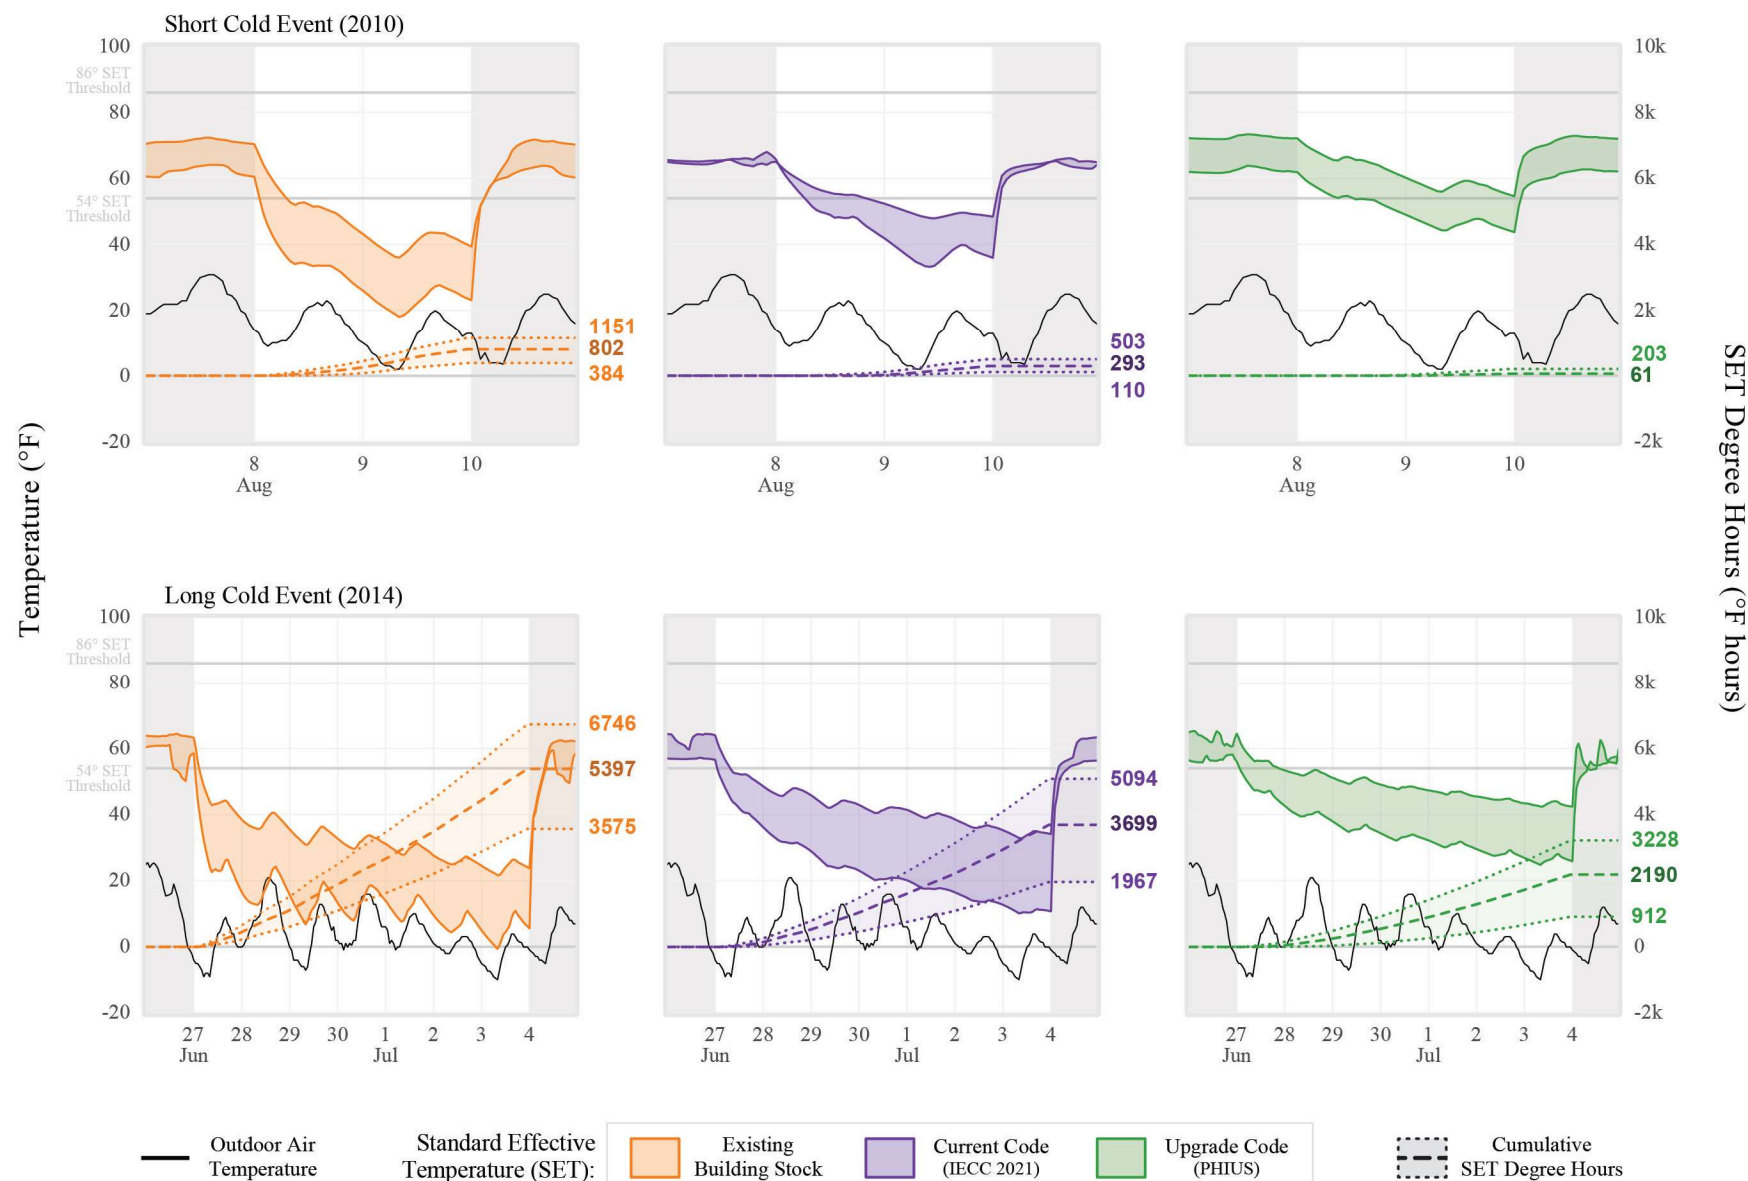 Short Cold Event (2010)
100
86° SET
Threshold
80
60
54° SET
Threshold
40
20
0
-20
8
Aug
9
10
1151
802
384
8
Aug
9
10
503
293
110
8
Aug
9
10
10k
8k
6k
4k
2k
203
61
-2k
Temperature (°F)
SET Degree Hours (°F hours)
Long Cold Event (2014)
100
86° SET
Threshold
80
60
54° SET
Threshold
40
20
0
-20
27
Jun
28
29
30
1
Jul
2
3
4
6746
5397
3575
27
Jun
28
29
30
1
Jul
2
3
4
5094
3699
1967
27
Jun
28
29
30
1
Jul
2
3
4
10k
8k
6k
4k
3228
2190
912
0
-2k
Outdoor Air
Temperature
Standard Effective
Temperature (SET):
Existing
Building Stock
Current Code
(IECC 2021)
Upgrade Code
(PHIUS)
Cumulative
SET Degree Hours